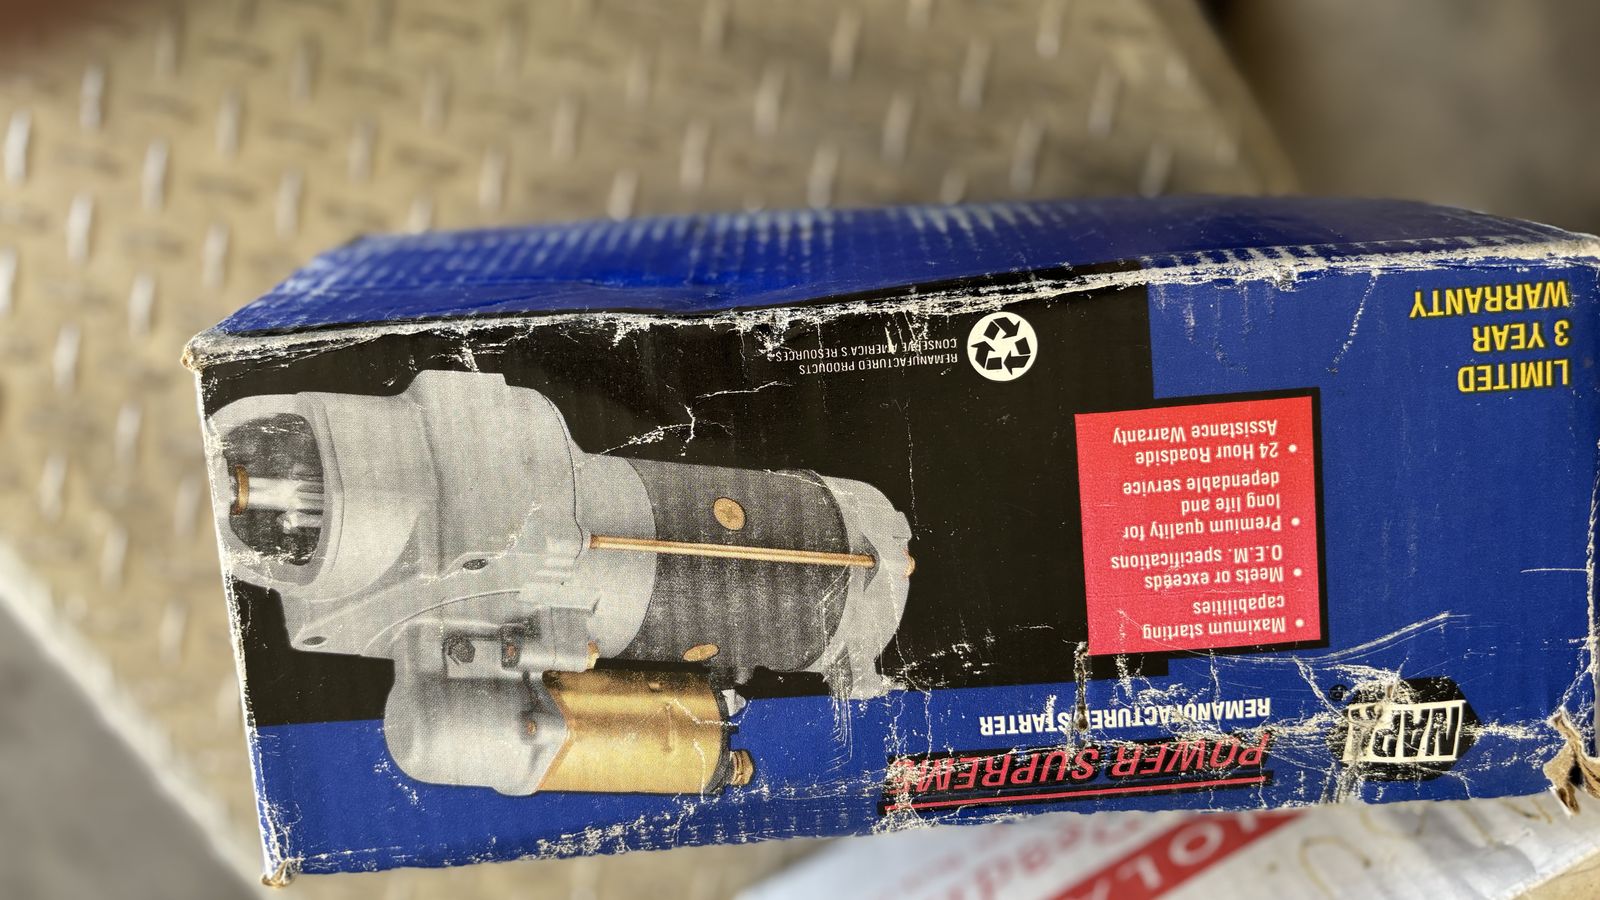 NAPA
POWER SUPREME
REMANUFACTURED STARTER
• Maximum starting
capabilities
• Meets or exceeds
O.E.M. specifications
• Premium quality for
long life and
dependable service
• 24 Hour Roadside
Assistance Warranty
LIMITED
3 YEAR
WARRANTY
REMANUFACTURED PRODUCTS
CONSERVE AMERICA'S RESOURCES